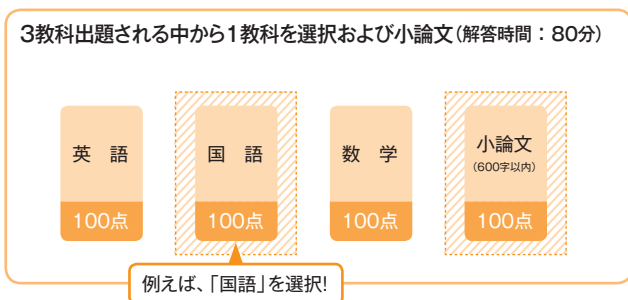 3教科出題される中から1教科を選択および小論文(解答時間：80分)
英　語
100点
国　語
100点
数　学
100点
小論文
(600字以内)
100点
例えば、「国語」を選択!